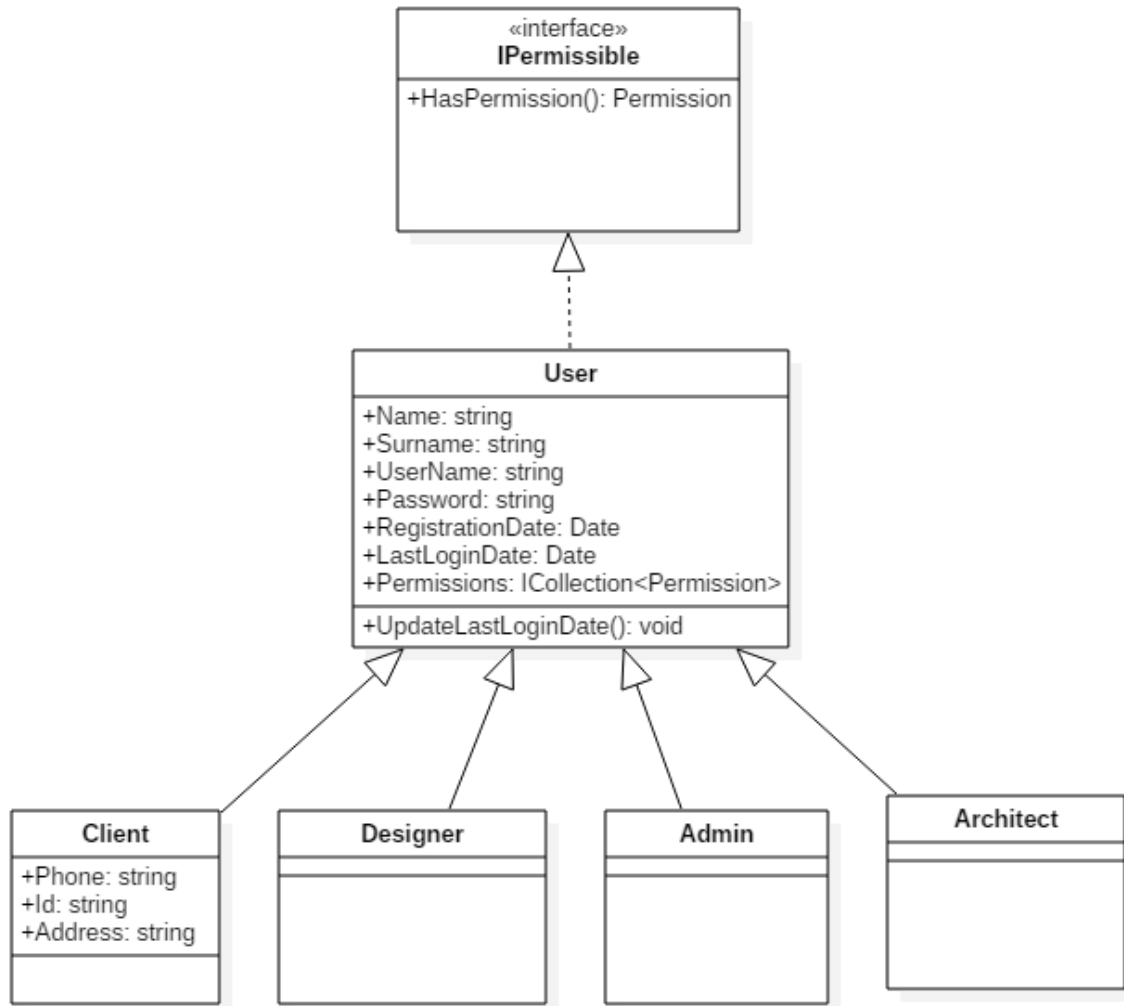 «interface»
IPermissible
+HasPermission(): Permission
User
+Name: string
+Surname: string
+UserName: string
+Password: string
+RegistrationDate: Date
+LastLoginDate: Date
+Permissions: ICollection<Permission>
+UpdateLastLoginDate(): void
Client
+Phone: string
+Id: string
+Address: string
Designer
Admin
Architect